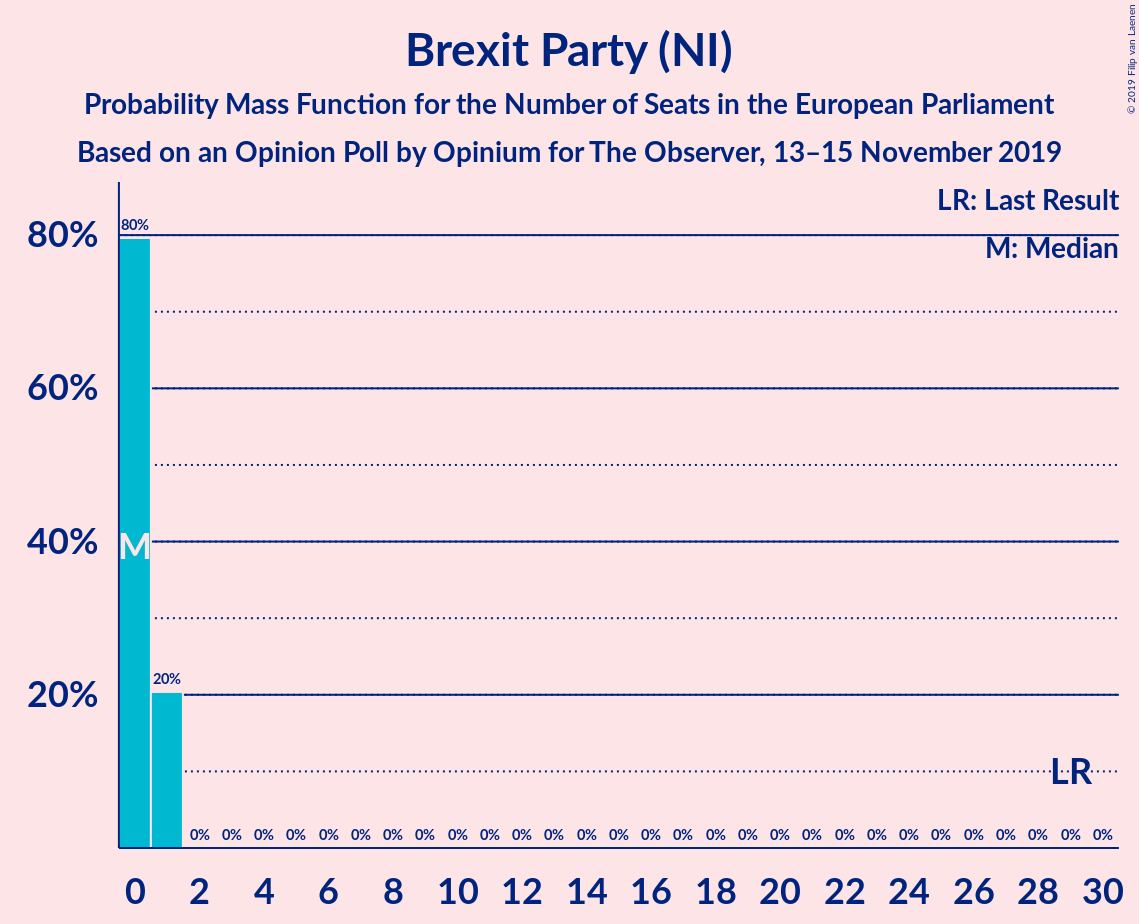 Brexit Party (NI)
Probability Mass Function for the Number of Seats in the European Parliament
Based on an Opinion Poll by Opinium for The Observer, 13–15 November 2019
© 2019 Filip van Laenen
LR: Last Result
M: Median
80%
60%
40%
20%
80%
M
20%
0% 0% 0% 0% 0% 0% 0% 0% 0% 0% 0% 0% 0% 0% 0% 0% 0% 0% 0% 0% 0% 0% 0% 0% 0% 0% 0% 0% 0%
LR
0 2 4 6 8 10 12 14 16 18 20 22 24 26 28 30